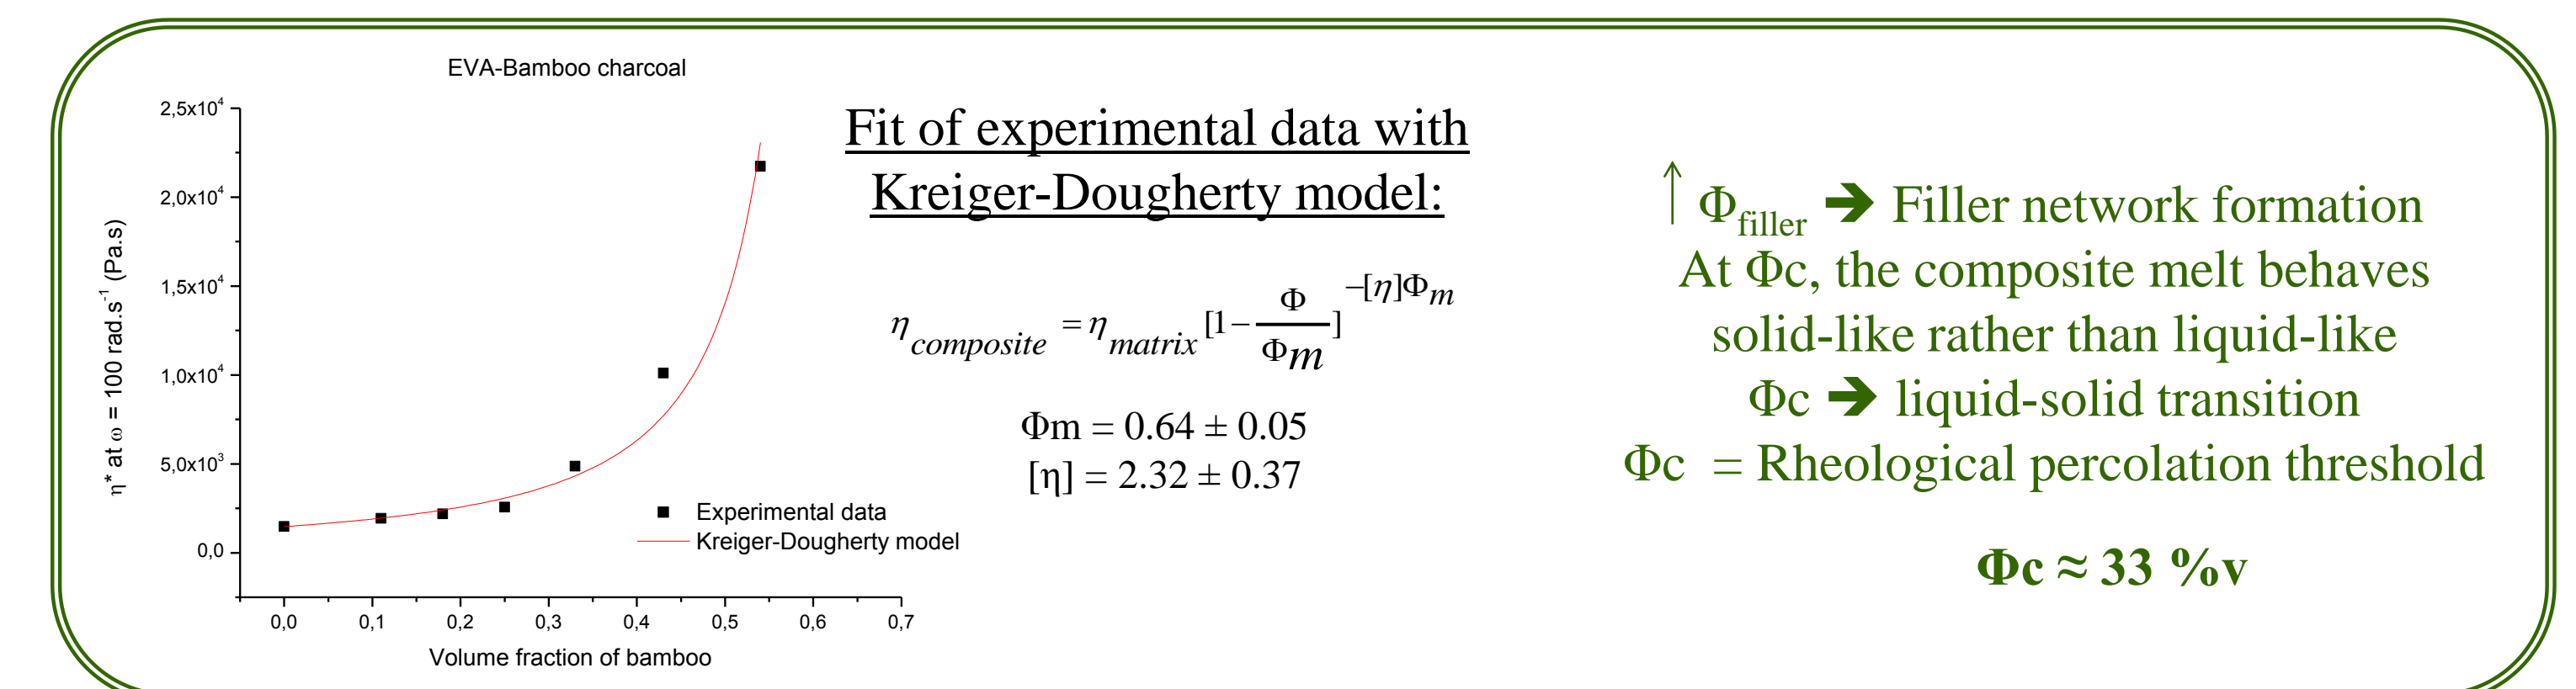 EVA-Bamboo charcoal
2,5x10⁴
2,0x10⁴
1,5x10⁴
1,0x10⁴
5,0x10³
0,0
η* at ω = 100 rad.s⁻¹ (Pa.s)
0,0 0,1 0,2 0,3 0,4 0,5 0,6 0,7
Volume fraction of bamboo
Experimental data
Kreiger-Dougherty model
Fit of experimental data with
Kreiger-Dougherty model:
η_composite = η_matrix [1 − Φ/Φm]^(−[η]Φm)
Φm = 0.64 ± 0.05
[η] = 2.32 ± 0.37
↑ Φ_filler ➔ Filler network formation
At Φc, the composite melt behaves
solid-like rather than liquid-like
Φc ➔ liquid-solid transition
Φc = Rheological percolation threshold
Φc ≈ 33 %v